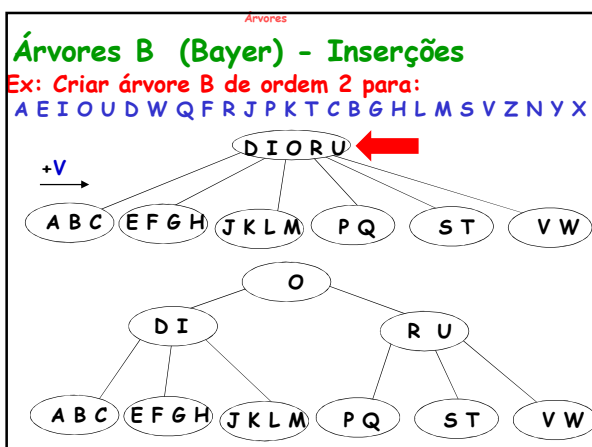 Árvores
Árvores B (Bayer) - Inserções
Ex: Criar árvore B de ordem 2 para:
A E I O U D W Q F R J P K T C B G H L M S V Z N Y X
D I O R U
+V
A B C E F G H J K L M P Q S T V W
O
D I R U
A B C E F G H J K L M P Q S T V W